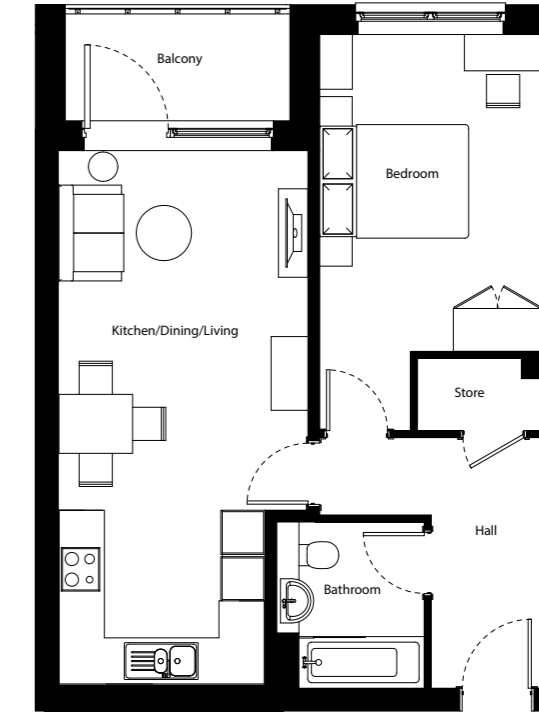 Balcony
Bedroom
Kitchen/Dining/Living
Store
Hall
Bathroom